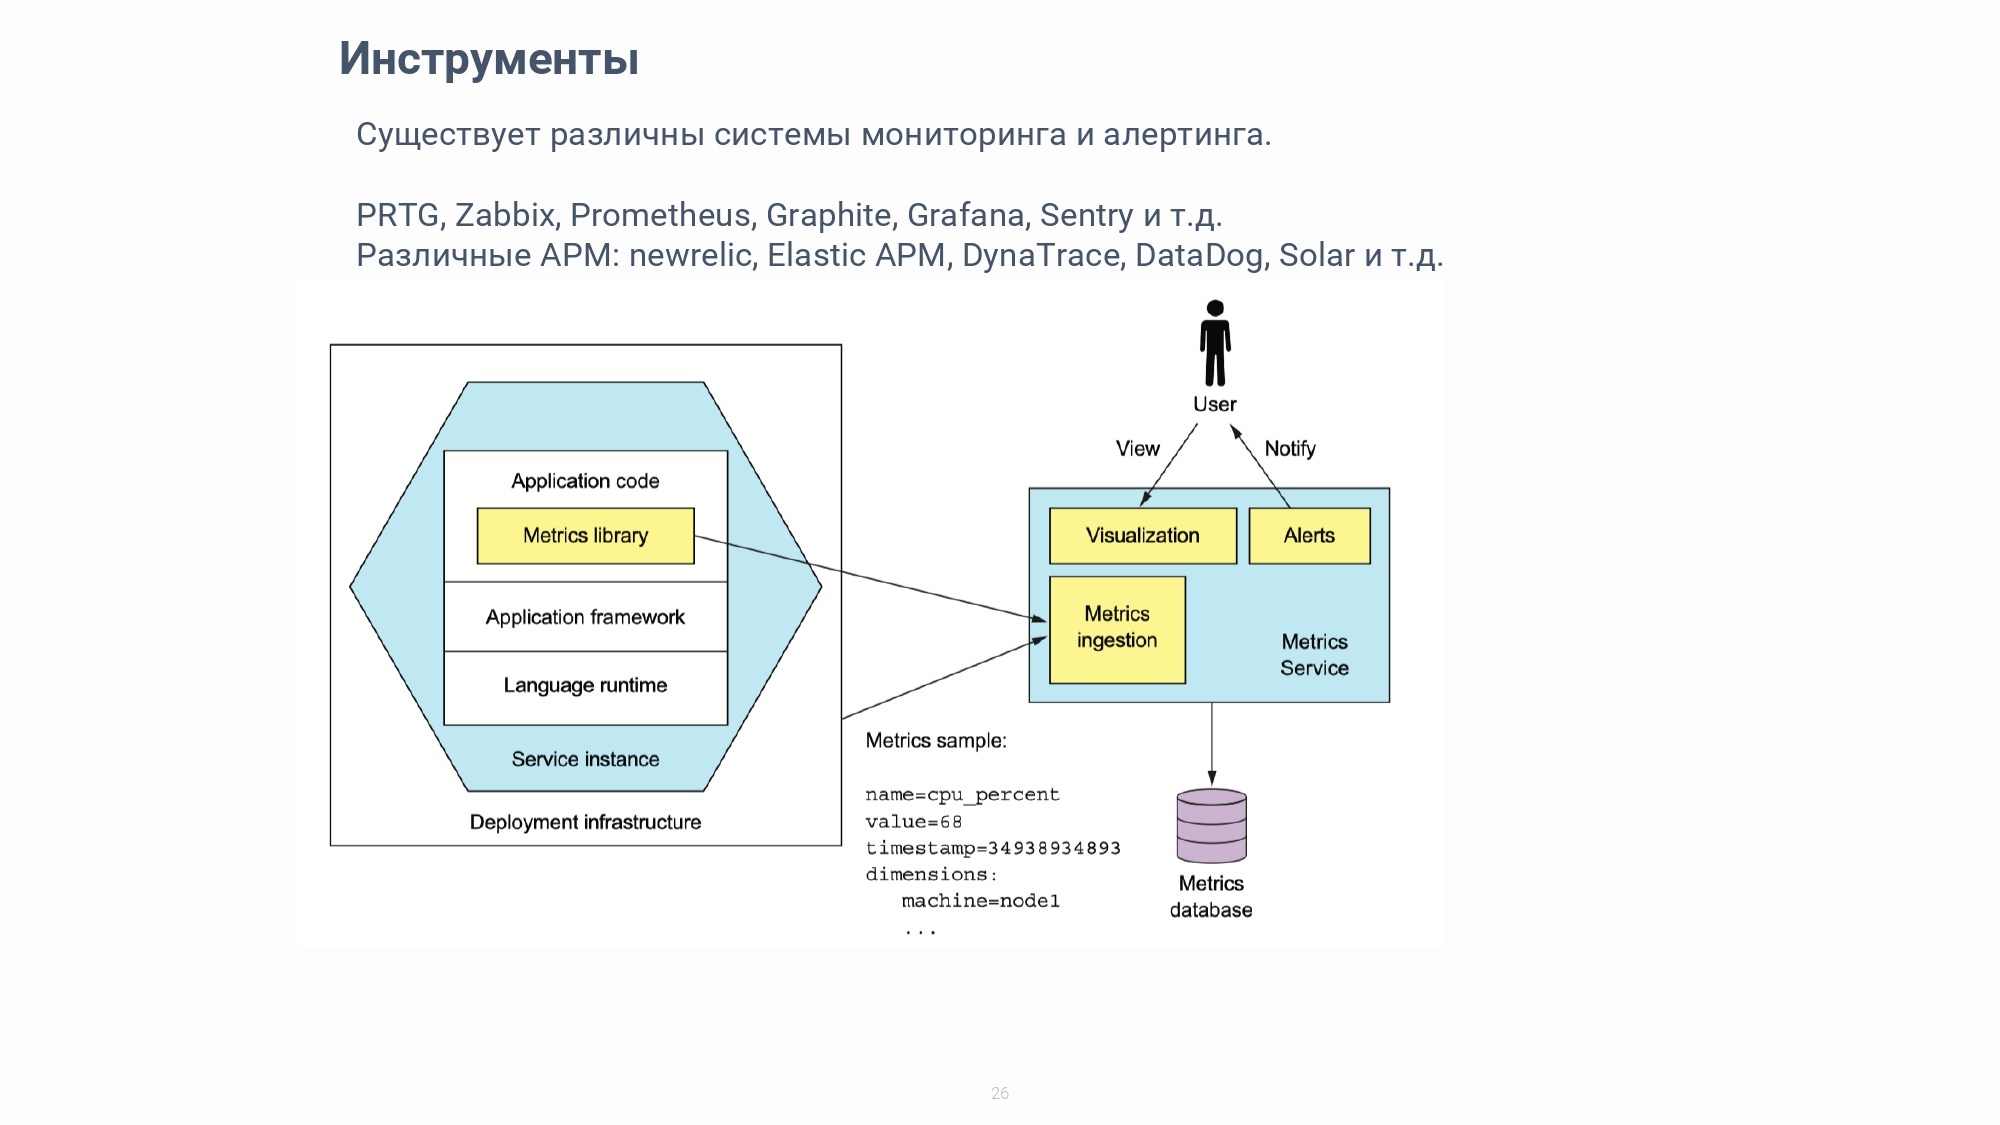 Инструменты
Существует различны системы мониторинга и алертинга.
PRTG, Zabbix, Prometheus, Graphite, Grafana, Sentry и т.д.
Различные APM: newrelic, Elastic APM, DynaTrace, DataDog, Solar и т.д.
User
View
Notify
Application code
Metrics library
Application framework
Language runtime
Service instance
Deployment infrastructure
Visualization
Alerts
Metrics
ingestion
Metrics
Service
Metrics sample:
name=cpu_percent
value=68
timestamp=34938934893
dimensions:
machine=node1
...
Metrics
database
26